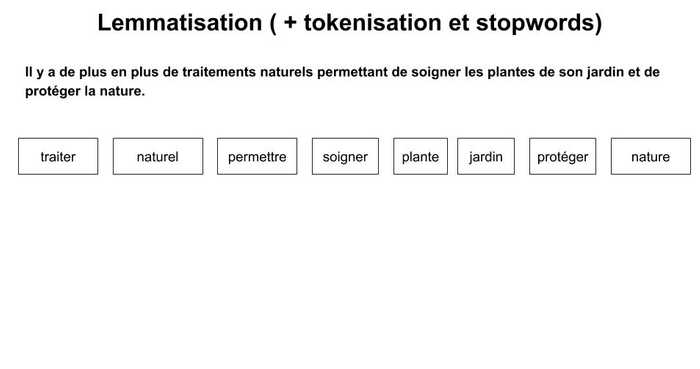 Lemmatisation ( + tokenisation et stopwords)
Il y a de plus en plus de traitements naturels permettant de soigner les plantes de son jardin et de
protéger la nature.
traiter naturel permettre soigner plante jardin protéger nature